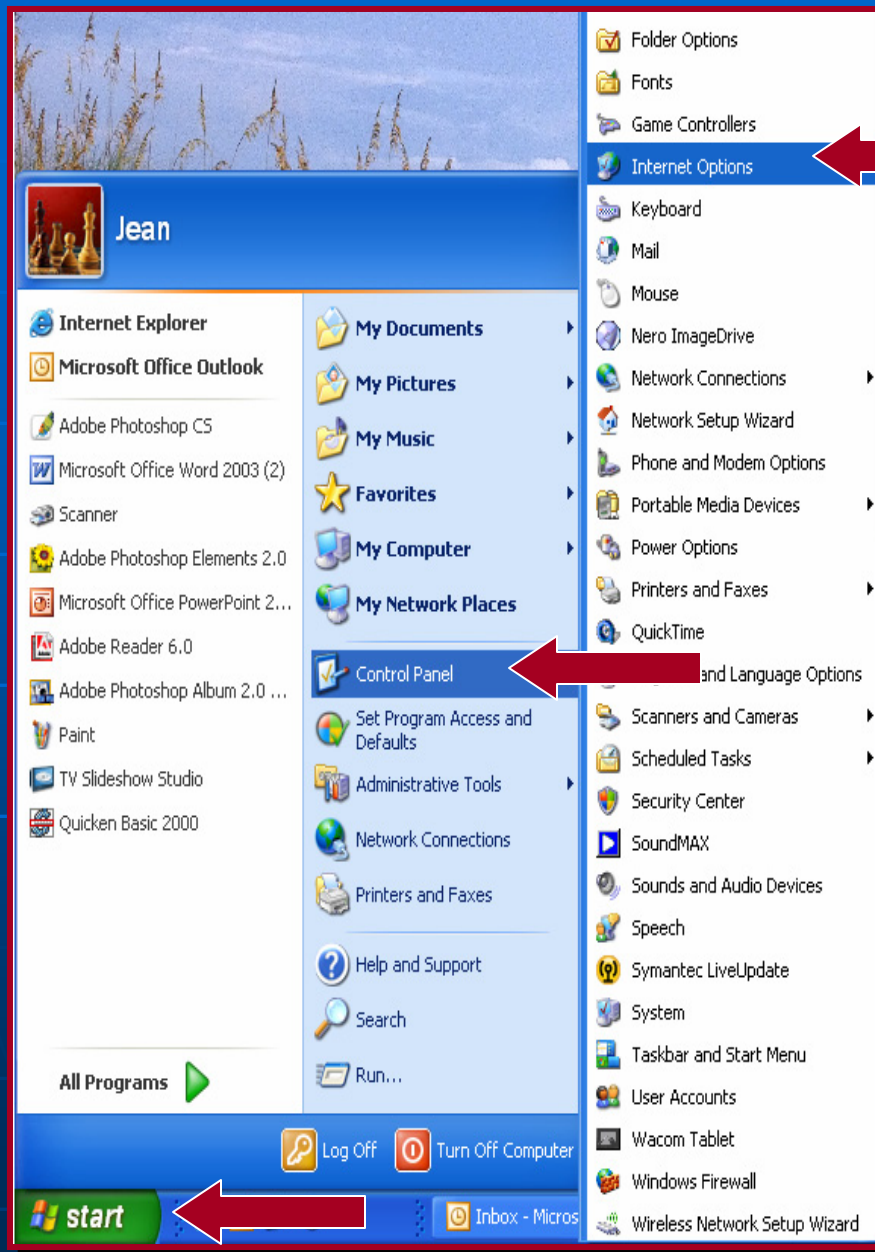 Jean
Internet Explorer
Microsoft Office Outlook
Adobe Photoshop CS
Microsoft Office Word 2003 (2)
Scanner
Adobe Photoshop Elements 2.0
Microsoft Office PowerPoint 2...
Adobe Reader 6.0
Adobe Photoshop Album 2.0 ...
Paint
TV Slideshow Studio
Quicken Basic 2000
All Programs
My Documents
My Pictures
My Music
Favorites
My Computer
My Network Places
Control Panel
Set Program Access and
Defaults
Administrative Tools
Network Connections
Printers and Faxes
Help and Support
Search
Run...
Folder Options
Fonts
Game Controllers
Internet Options
Keyboard
Mail
Mouse
Nero ImageDrive
Network Connections
Network Setup Wizard
Phone and Modem Options
Portable Media Devices
Power Options
Printers and Faxes
QuickTime
and Language Options
Scanners and Cameras
Scheduled Tasks
Security Center
SoundMAX
Sounds and Audio Devices
Speech
Symantec LiveUpdate
System
Taskbar and Start Menu
User Accounts
Wacom Tablet
Windows Firewall
Wireless Network Setup Wizard
Log Off
Turn Off Computer
start
Inbox - Micros